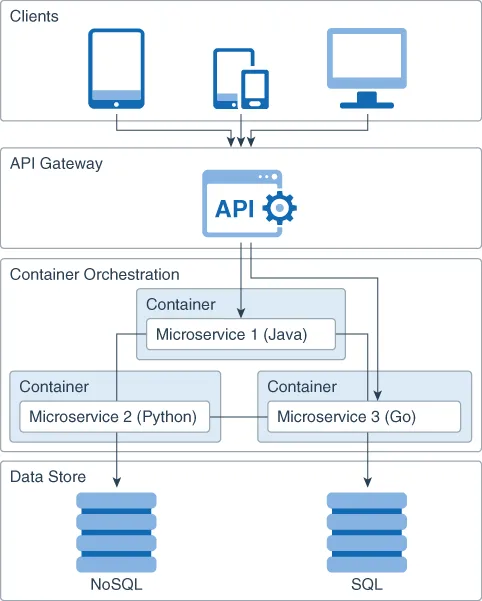 Clients
API Gateway
API
Container Orchestration
Container
Microservice 1 (Java)
Container
Microservice 2 (Python)
Container
Microservice 3 (Go)
Data Store
NoSQL
SQL